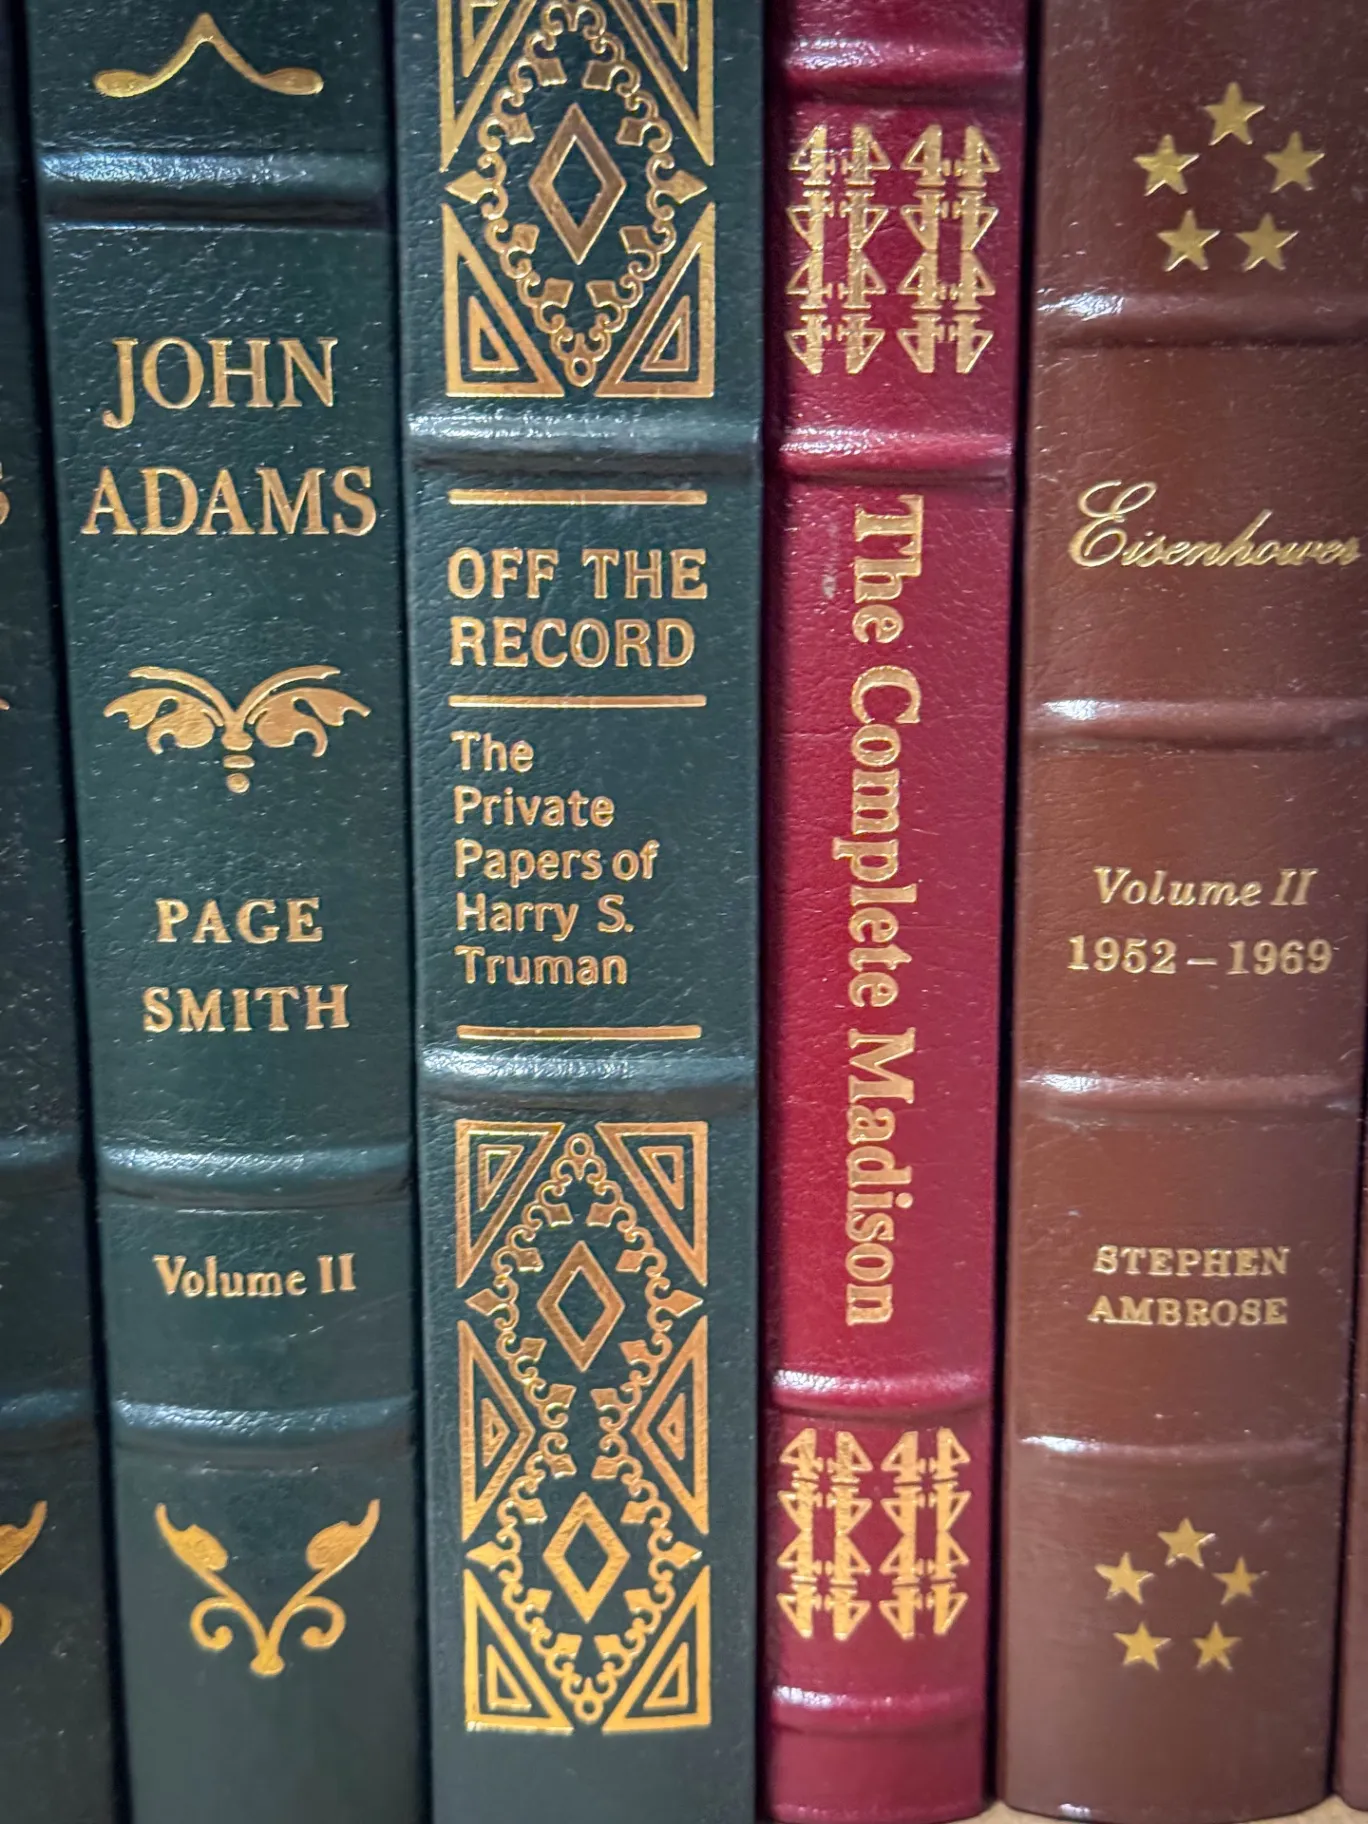 JOHN
ADAMS
PAGE
SMITH
Volume II
OFF THE
RECORD
The
Private
Papers of
Harry S.
Truman
The Complete Madison
Eisenhower
Volume II
1952 – 1969
STEPHEN
AMBROSE